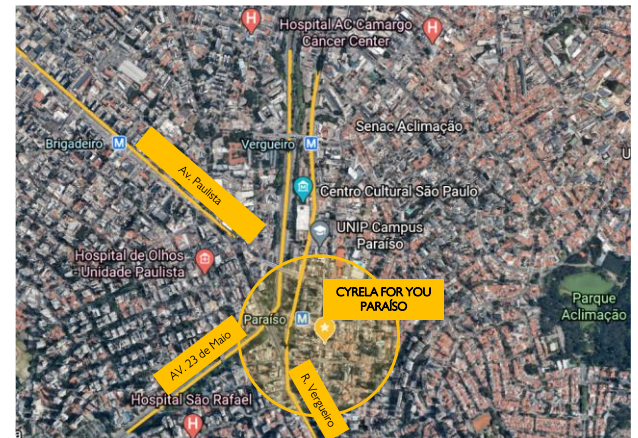 Hospital AC Camargo
Câncer Center
Brigadeiro
Vergueiro
Senac Aclimação
U
Av. Paulista
Centro Cultural São Paulo
UNIP Campus
Paraíso
Hospital de Olhos
- Unidade Paulista
CYRELA FOR YOU
PARAÍSO
Parque
Aclimação
Paraíso
AV. 23 de Maio
R. Vergueiro
Hospital São Rafael
a